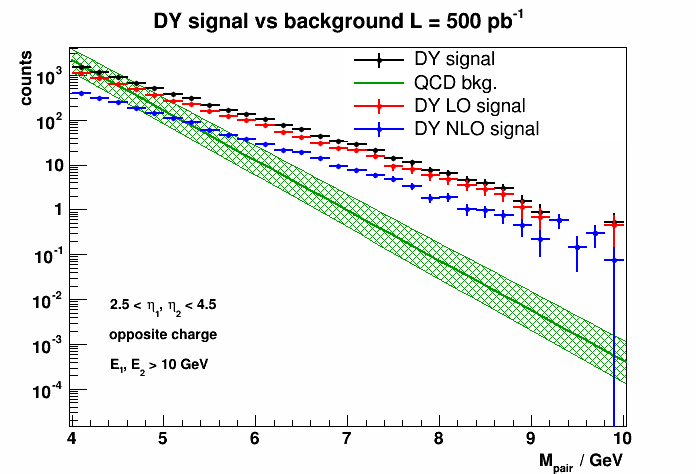 DY signal vs background L = 500 pb⁻¹
counts
10³
10²
10
1
10⁻¹
10⁻²
10⁻³
10⁻⁴
DY signal
QCD bkg.
DY LO signal
DY NLO signal
2.5 < η₁, η₂ < 4.5
opposite charge
E₁, E₂ > 10 GeV
4 5 6 7 8 9 10
M_pair / GeV